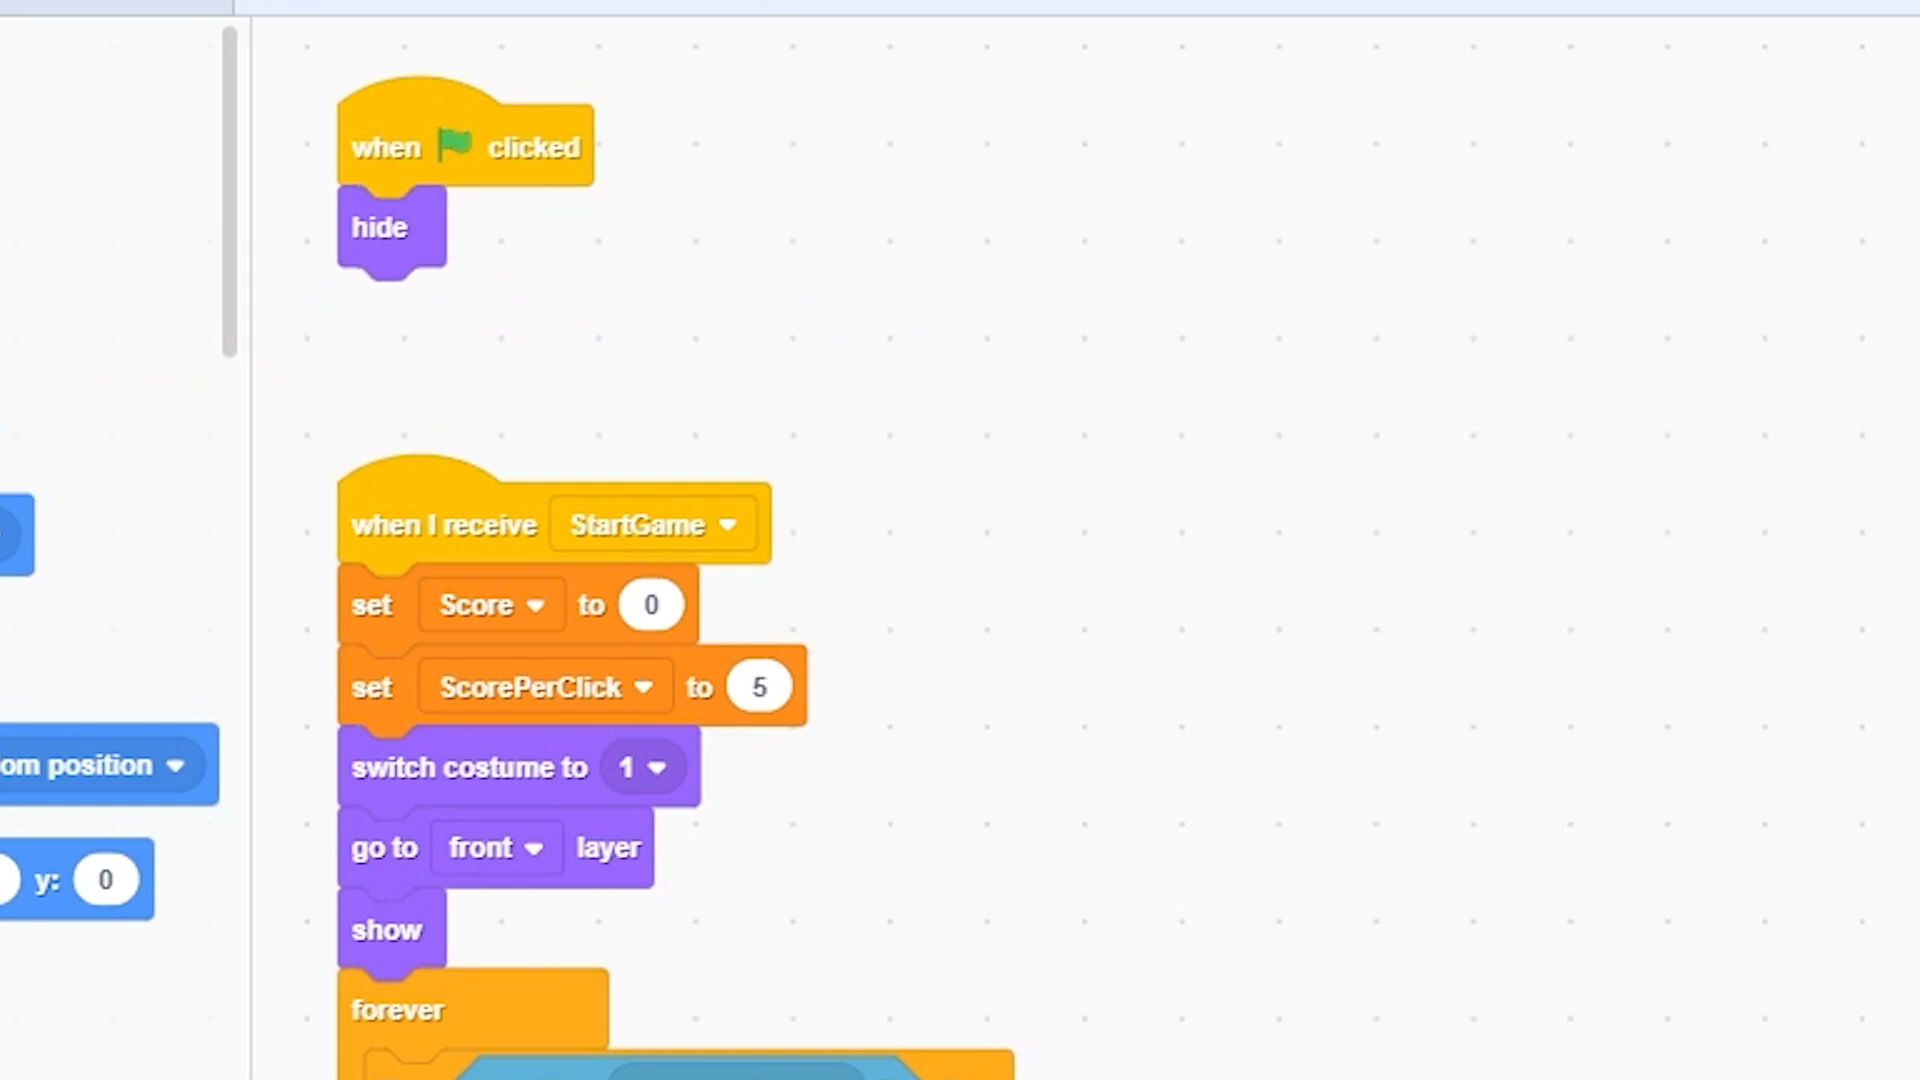 when clicked
hide
when I receive StartGame
set Score to 0
set ScorePerClick to 5
om position
switch costume to 1
go to front layer
y: 0
show
forever